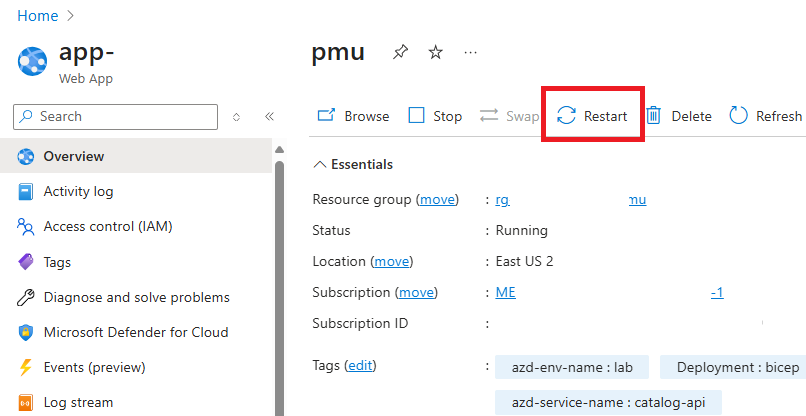 Home
app- pmu ...
Web App
Search
Browse Stop Swap Restart Delete Refresh
Overview
Activity log
Access control (IAM)
Tags
Diagnose and solve problems
Microsoft Defender for Cloud
Events (preview)
Log stream
Essentials
Resource group (move) : rg mu
Status : Running
Location (move) : East US 2
Subscription (move) : ME -1
Subscription ID :
Tags (edit) : azd-env-name : lab Deployment : bicep
azd-service-name : catalog-api